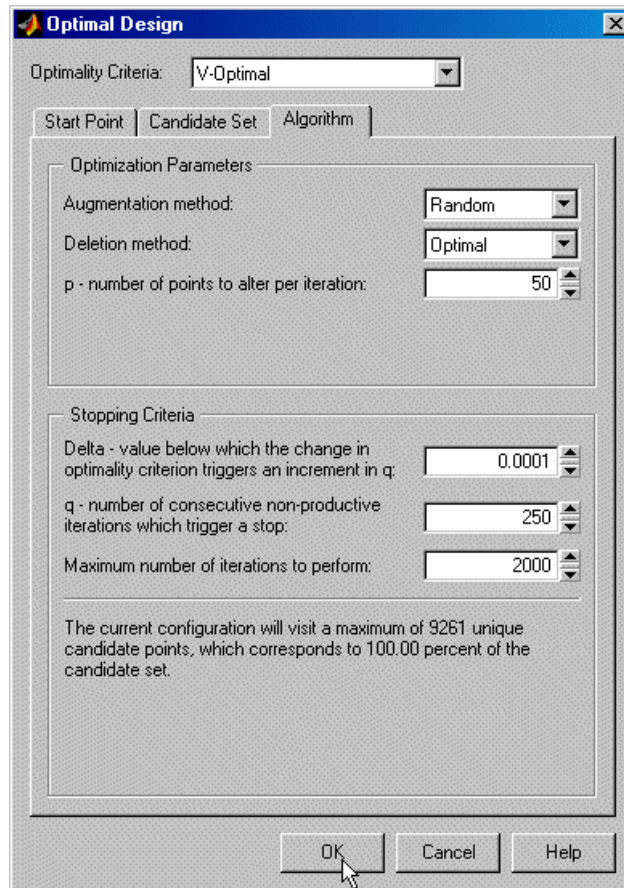 Optimal Design
Optimality Criteria: V-Optimal
Start Point Candidate Set Algorithm
Optimization Parameters
Augmentation method: Random
Deletion method: Optimal
p - number of points to alter per iteration: 50
Stopping Criteria
Delta - value below which the change in
optimality criterion triggers an increment in q: 0.0001
q - number of consecutive non-productive
iterations which trigger a stop: 250
Maximum number of iterations to perform: 2000
The current configuration will visit a maximum of 9261 unique
candidate points, which corresponds to 100.00 percent of the
candidate set.
OK Cancel Help